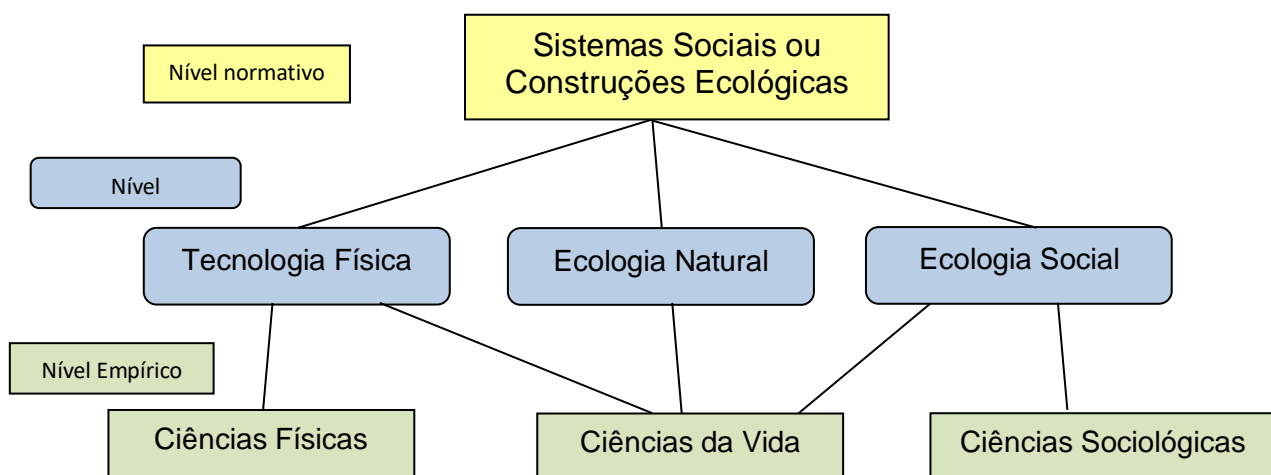 Nível normativo
Sistemas Sociais ou
Construções Ecológicas
Nível
Tecnologia Física
Ecologia Natural
Ecologia Social
Nível Empírico
Ciências Físicas
Ciências da Vida
Ciências Sociológicas